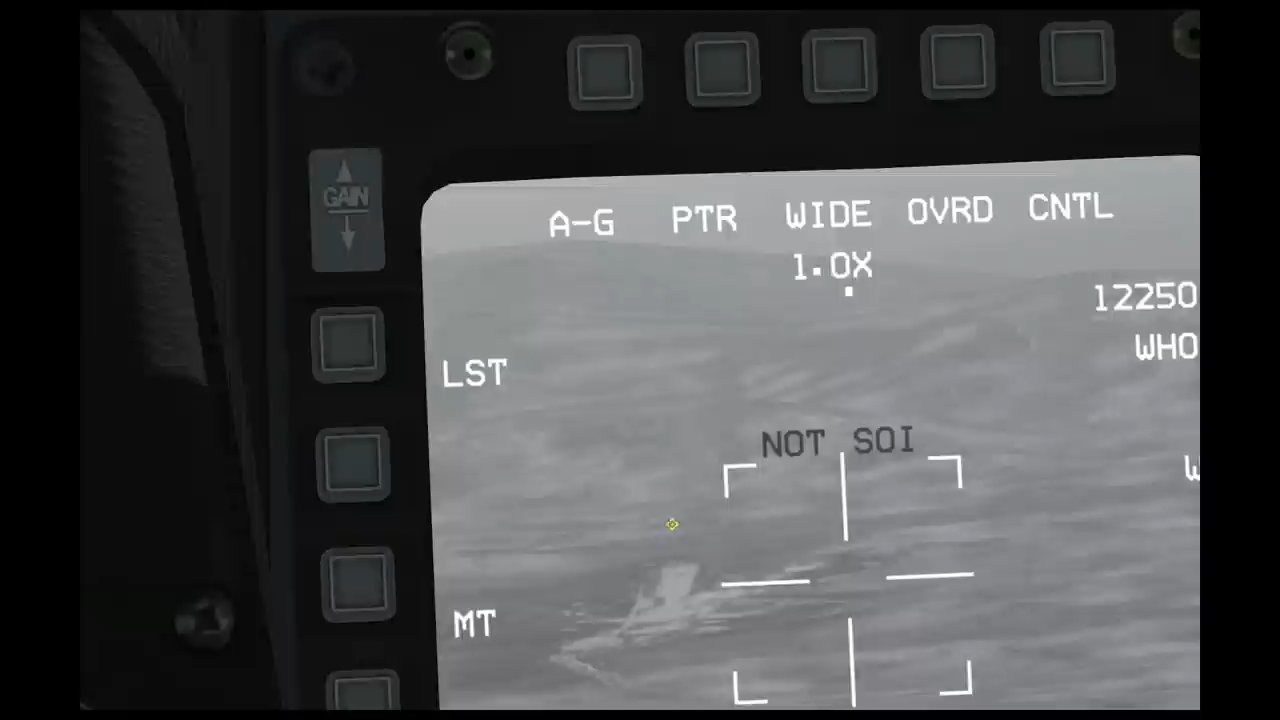 GAIN
A-G PTR WIDE OVRD CNTL
1.0X
12250
WHO
LST
NOT SOI
MT